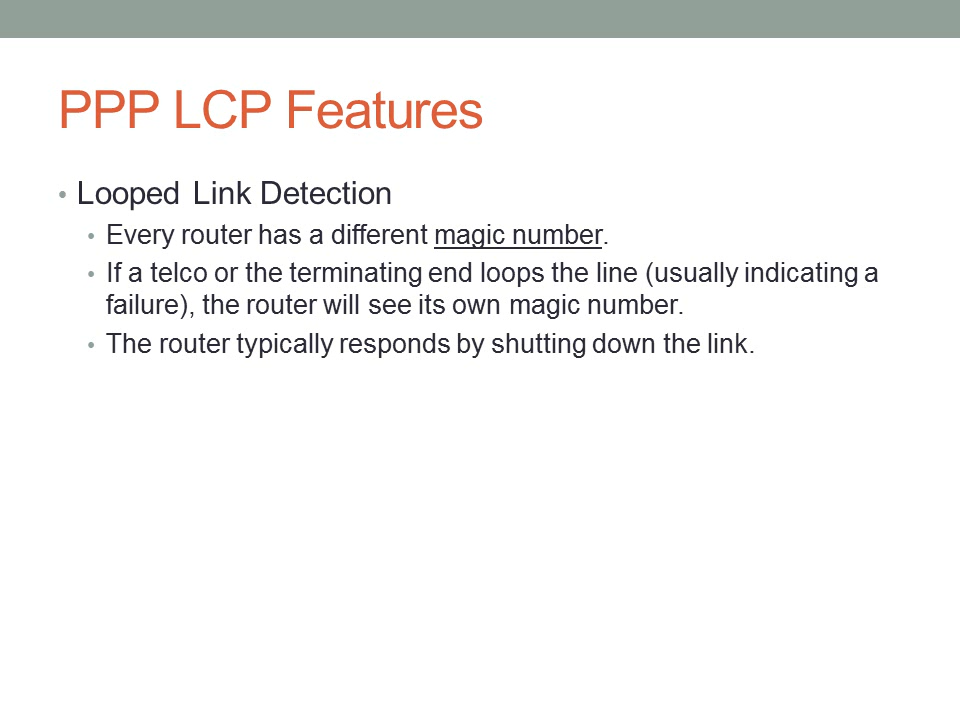 PPP LCP Features
• Looped Link Detection
• Every router has a different magic number.
• If a telco or the terminating end loops the line (usually indicating a
failure), the router will see its own magic number.
• The router typically responds by shutting down the link.